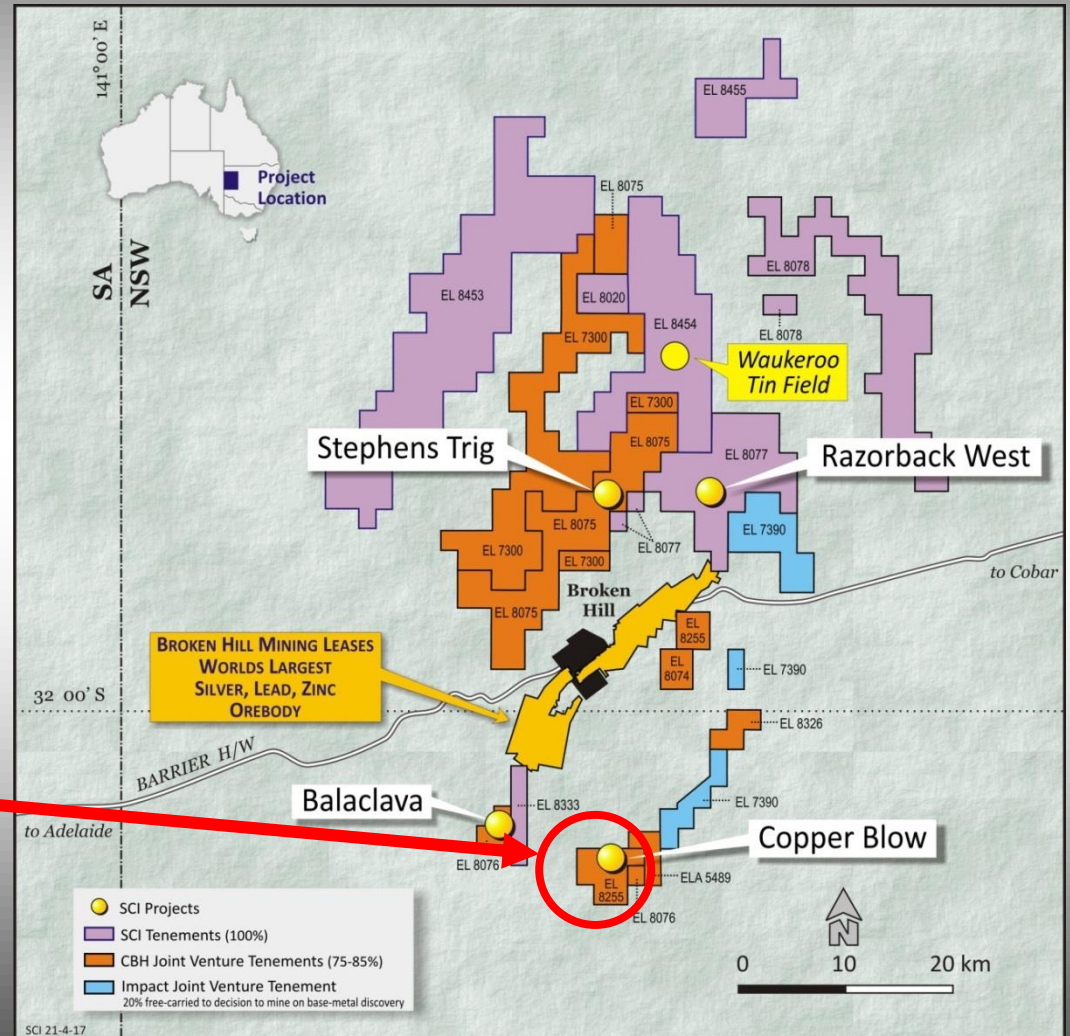 141°00' E
Project
Location
SA
NSW
EL 8455
EL 8075
EL 8453
EL 8020
EL 8078
EL 7300
EL 8454
EL 8078
Waukeroo
Tin Field
EL 7300
Stephens Trig
EL 8075
EL 8077
Razorback West
EL 8075
EL 7390
EL 7300
EL 8077
EL 7300
to Cobar
Broken
Hill
EL 8075
BROKEN HILL MINING LEASES
WORLDS LARGEST
SILVER, LEAD, ZINC
OREBODY
EL
8255
EL
8074
EL 7390
32 00' S
EL 8326
BARRIER H/W
Balaclava
EL 8333
EL 7390
to Adelaide
Copper Blow
EL 8076
EL
8255
ELA 5489
EL 8076
SCI Projects
SCI Tenements (100%)
CBH Joint Venture Tenements (75-85%)
Impact Joint Venture Tenement
20% free-carried to decision to mine on base-metal discovery
N
0 10 20 km
SCI 21-4-17